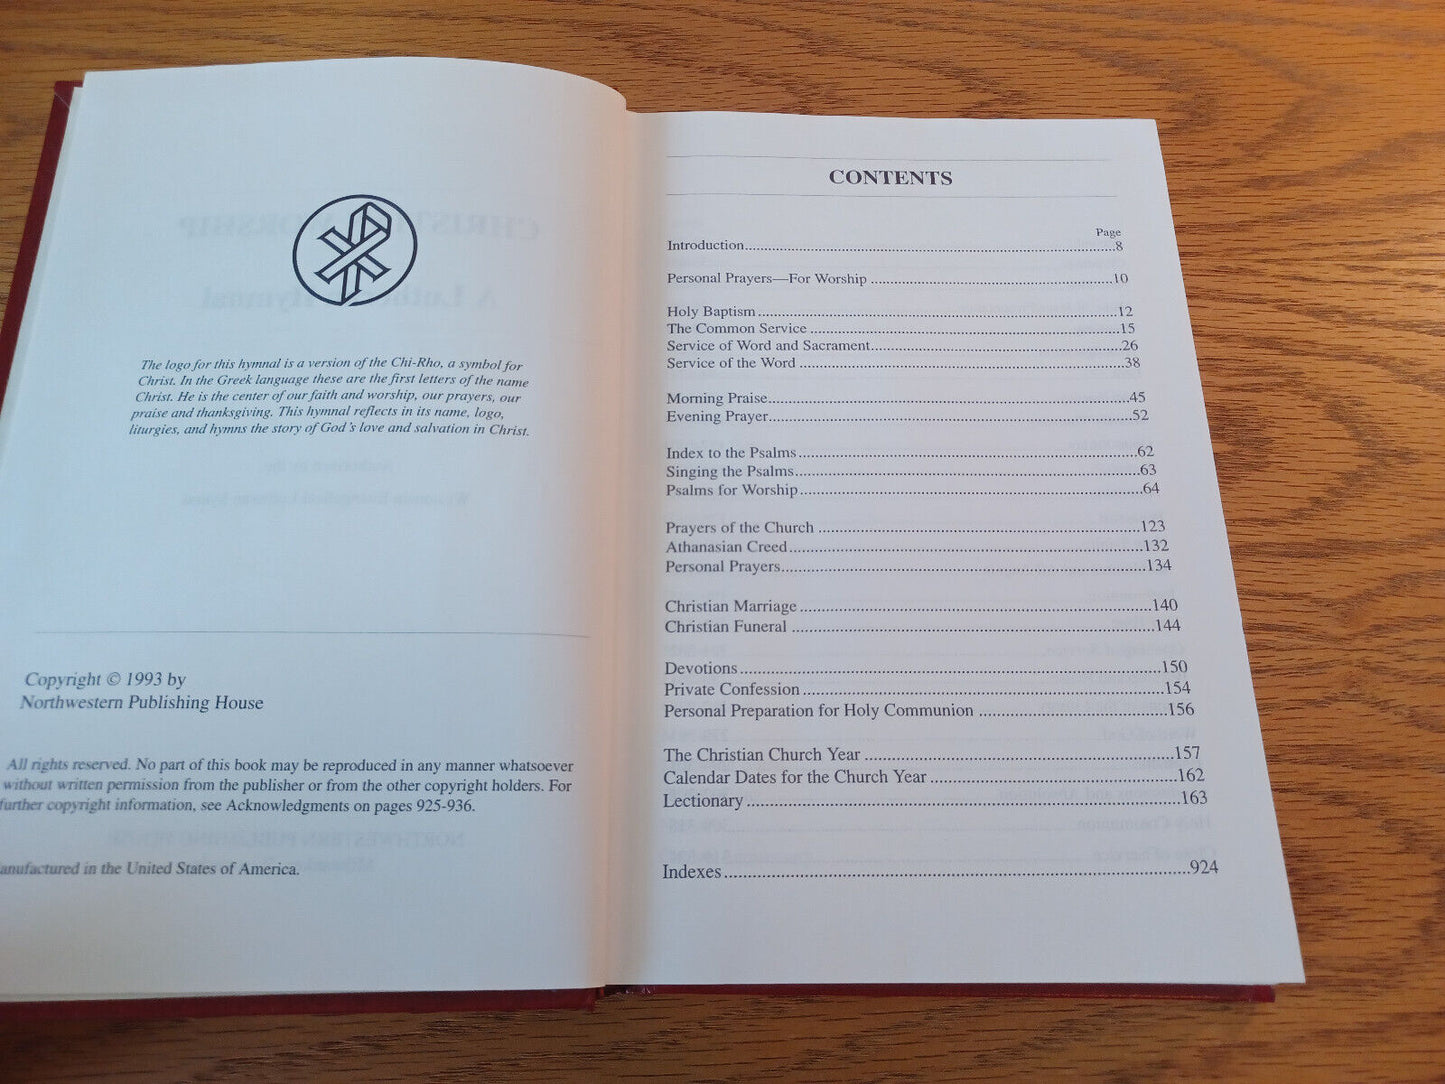 The logo for this hymnal is a version of the Chi-Rho, a symbol for
Christ. In the Greek language these are the first letters of the name
Christ. He is the center of our faith and worship, our prayers, our
praise and thanksgiving. This hymnal reflects in its name, logo,
liturgies, and hymns the story of God's love and salvation in Christ.
Copyright © 1993 by
Northwestern Publishing House
All rights reserved. No part of this book may be reproduced in any manner whatsoever
without written permission from the publisher or from the other copyright holders. For
further copyright information, see Acknowledgments on pages 925-936.
anufactured in the United States of America.
CONTENTS
Page
Introduction 8
Personal Prayers—For Worship 10
Holy Baptism 12
The Common Service 15
Service of Word and Sacrament 26
Service of the Word 38
Morning Praise 45
Evening Prayer 52
Index to the Psalms 62
Singing the Psalms 63
Psalms for Worship 64
Prayers of the Church 123
Athanasian Creed 132
Personal Prayers 134
Christian Marriage 140
Christian Funeral 144
Devotions 150
Private Confession 154
Personal Preparation for Holy Communion 156
The Christian Church Year 157
Calendar Dates for the Church Year 162
Lectionary 163
Indexes 924